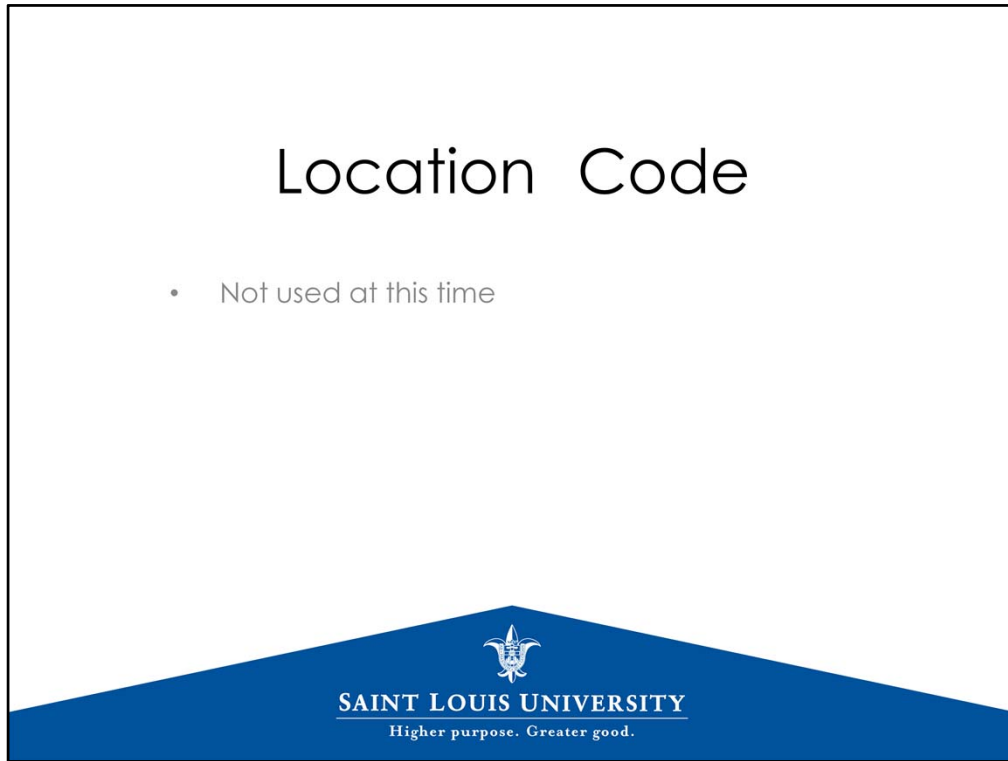 Location Code
• Not used at this time
SAINT LOUIS UNIVERSITY
Higher purpose. Greater good.